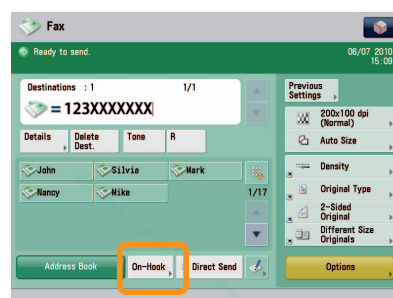 Fax
Ready to send.
06/07 2010
15:09
Destinations : 1
1/1
= 123XXXXXXX
Details
Delete Dest.
Tone
R
Previous Settings
200x100 dpi (Normal)
Auto Size
John
Silvia
Mark
Nancy
Mike
1/17
Density
Original Type
2-Sided Original
Different Size Originals
Address Book
On-Hook
Direct Send
Options